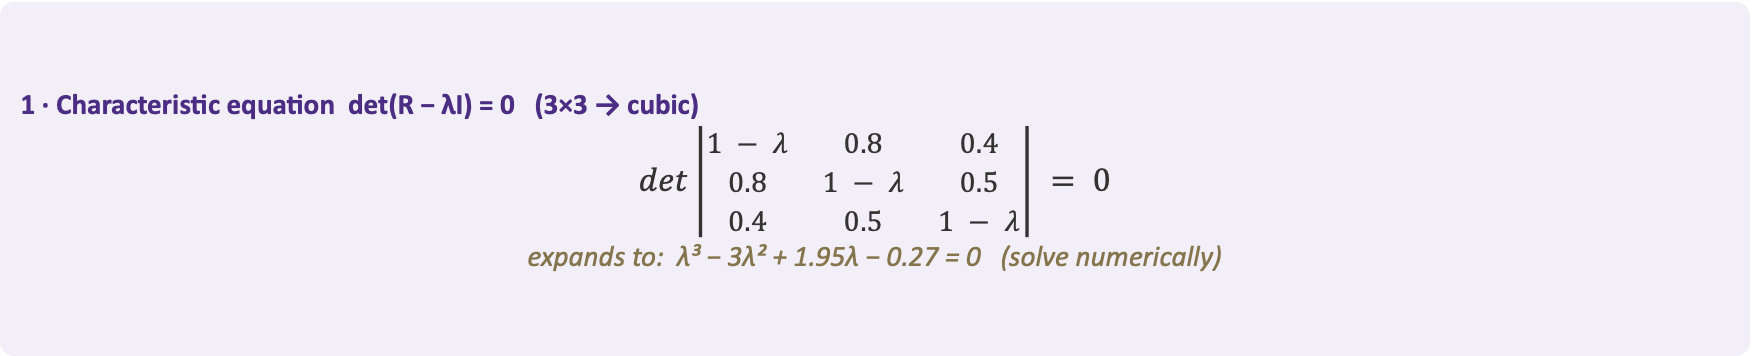 1 · Characteristic equation  det(R − λI) = 0   (3×3 → cubic)
det |1 − λ 0.8 0.4| = 0
0.8 1 − λ 0.5
0.4 0.5 1 − λ
expands to:  λ³ − 3λ² + 1.95λ − 0.27 = 0   (solve numerically)